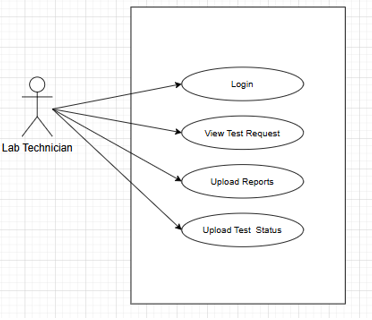 Login
View Test Request
Lab Technician
Upload Reports
Upload Test Status